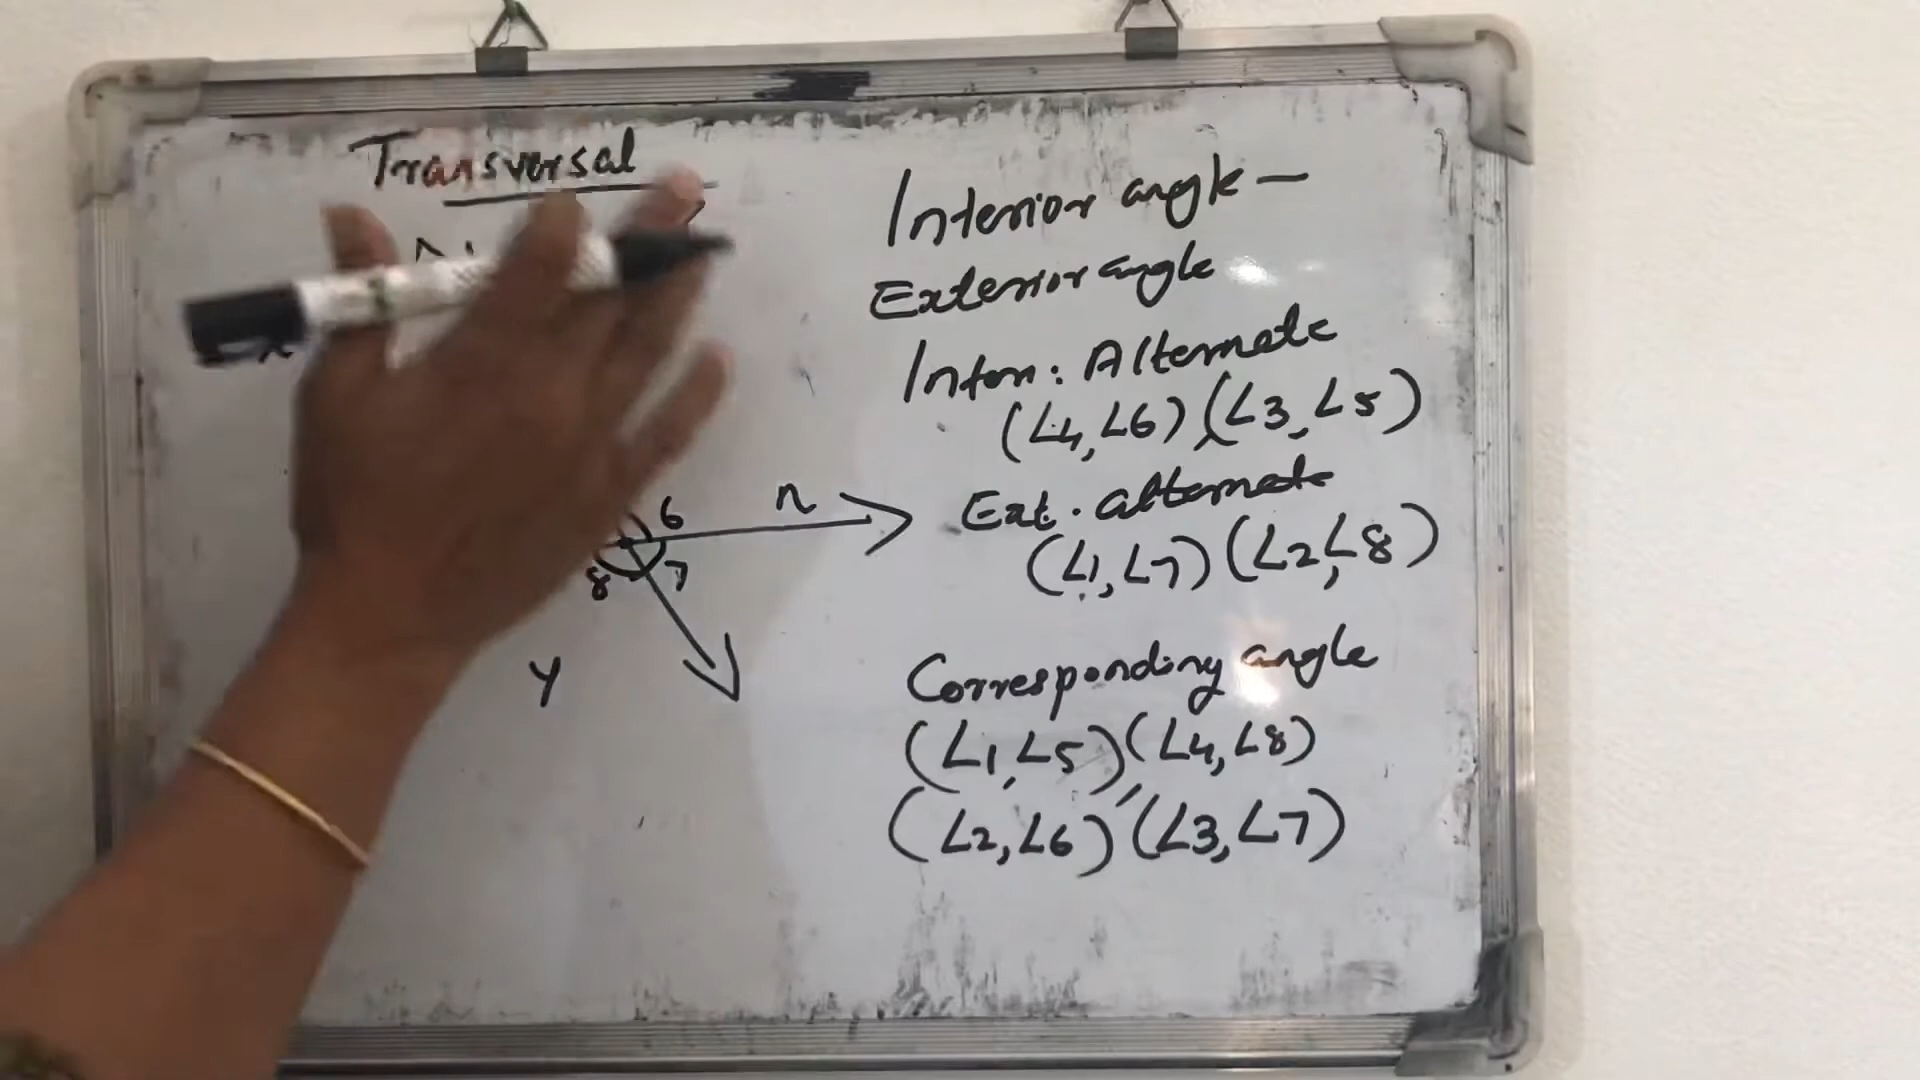 Transversal
6
n
8
7
y
Interior angle —
Exterior angle
Inter: Alternate
(∠4,∠6),(∠3,∠5)
Ext. alternate
(∠1,∠7)(∠2,∠8)
Corresponding angle
(∠1,∠5)(∠4,∠8)
(∠2,∠6)'(∠3,∠7)